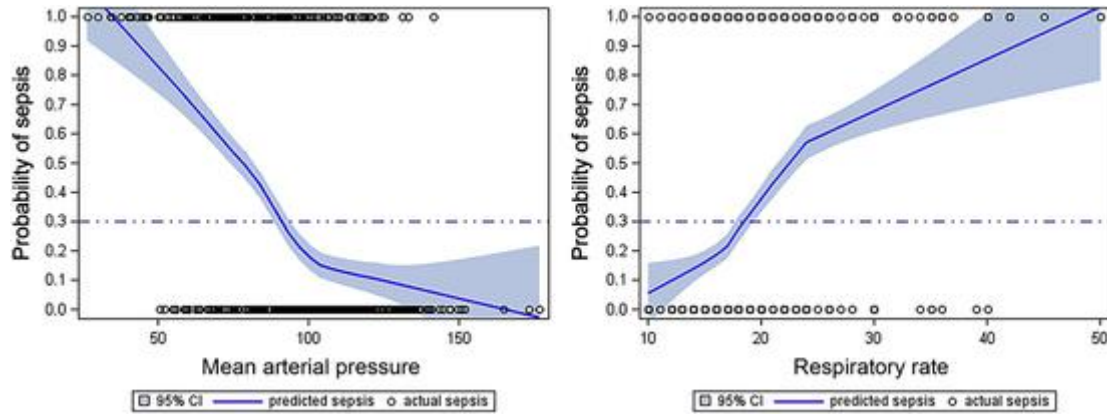 Probability of sepsis
1.0
0.9
0.8
0.7
0.6
0.5
0.4
0.3
0.2
0.1
0.0
50 100 150
Mean arterial pressure
95% CI predicted sepsis actual sepsis
Probability of sepsis
1.0
0.9
0.8
0.7
0.6
0.5
0.4
0.3
0.2
0.1
0.0
10 20 30 40 50
Respiratory rate
95% CI predicted sepsis actual sepsis